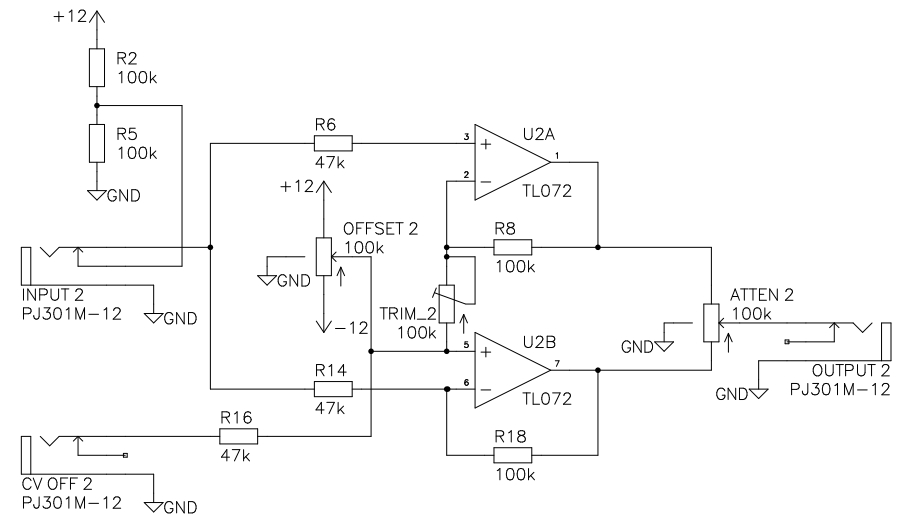 +12
R2
100k
R5
100k
GND
R6
47k
3
2
1
U2A
TL072
+12
OFFSET 2
100k
GND
-12
R8
100k
INPUT 2
PJ301M-12
GND
TRIM_2
100k
ATTEN 2
100k
GND
U2B
5
6
7
TL072
R14
47k
OUTPUT 2
PJ301M-12
GND
R16
47k
R18
100k
CV OFF 2
PJ301M-12
GND